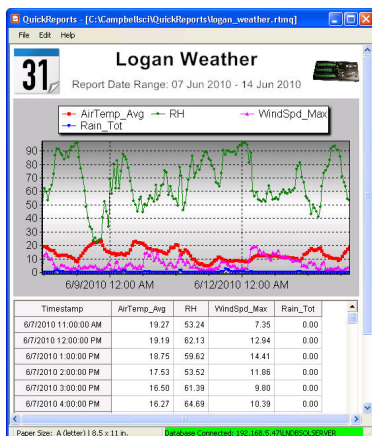 QuickReports - [C:\Campbellsci\QuickReports\logan_weather.rtmq]
File Edit Help
31
Logan Weather
Report Date Range: 07 Jun 2010 - 14 Jun 2010
AirTemp_Avg RH WindSpd_Max
Rain_Tot
90
80
70
60
50
40
30
20
10
0
6/9/2010 12:00 AM 6/12/2010 12:00 AM
Timestamp AirTemp_Avg RH WindSpd_Max Rain_Tot
6/7/2010 11:00:00 AM 19.27 53.24 7.35 0.00
6/7/2010 12:00:00 PM 19.19 62.13 12.94 0.00
6/7/2010 1:00:00 PM 18.75 59.62 14.41 0.00
6/7/2010 2:00:00 PM 17.53 53.52 11.86 0.00
6/7/2010 3:00:00 PM 16.50 61.39 9.80 0.00
6/7/2010 4:00:00 PM 16.27 64.69 10.39 0.00
Paper Size: A (letter) | 8.5 x 11 in. Database Connected: 192.168.5.47\LNDBSQLSERVER